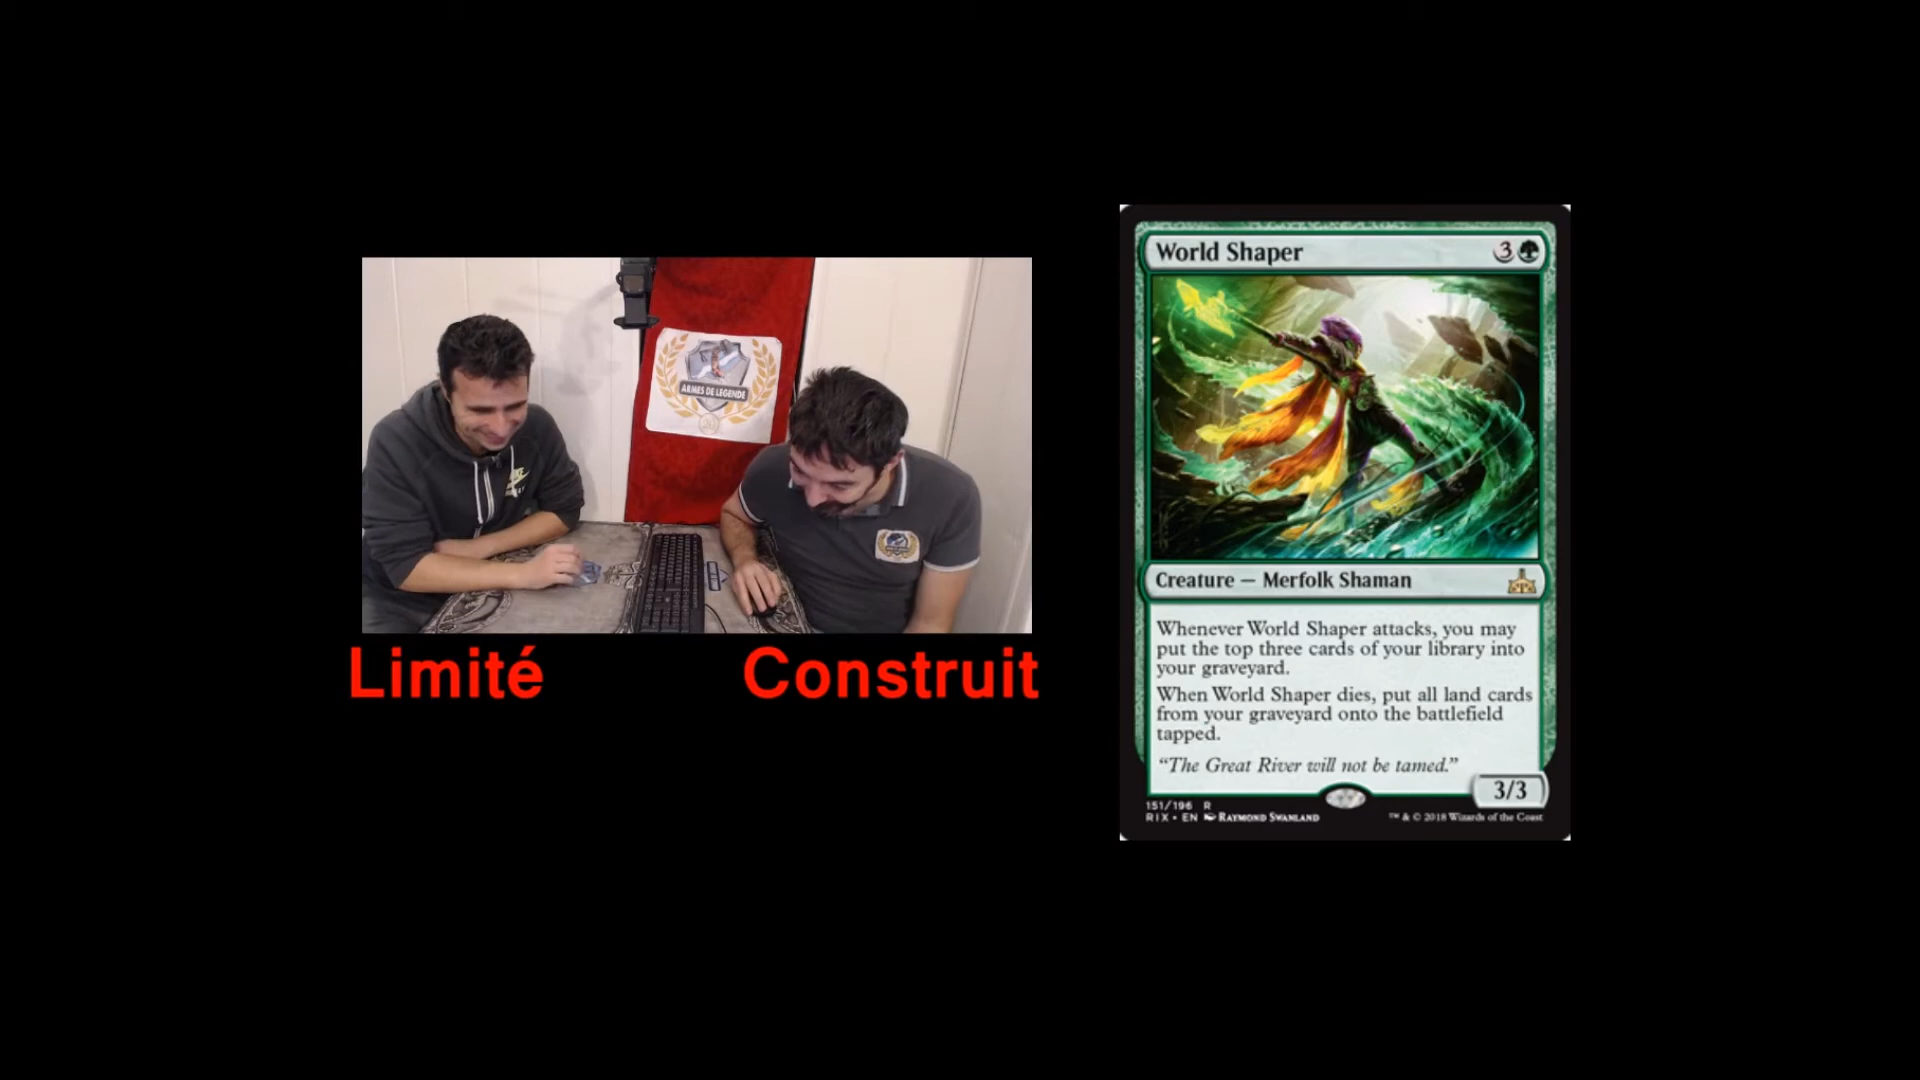 ARMES DE LEGENDE
Limité
Construit
World Shaper
3
Creature — Merfolk Shaman
Whenever World Shaper attacks, you may
put the top three cards of your library into
your graveyard.
When World Shaper dies, put all land cards
from your graveyard onto the battlefield
tapped.
"The Great River will not be tamed."
3/3
151/196 R
RIX • EN RAYMOND SWANLAND
™ & © 2018 Wizards of the Coast